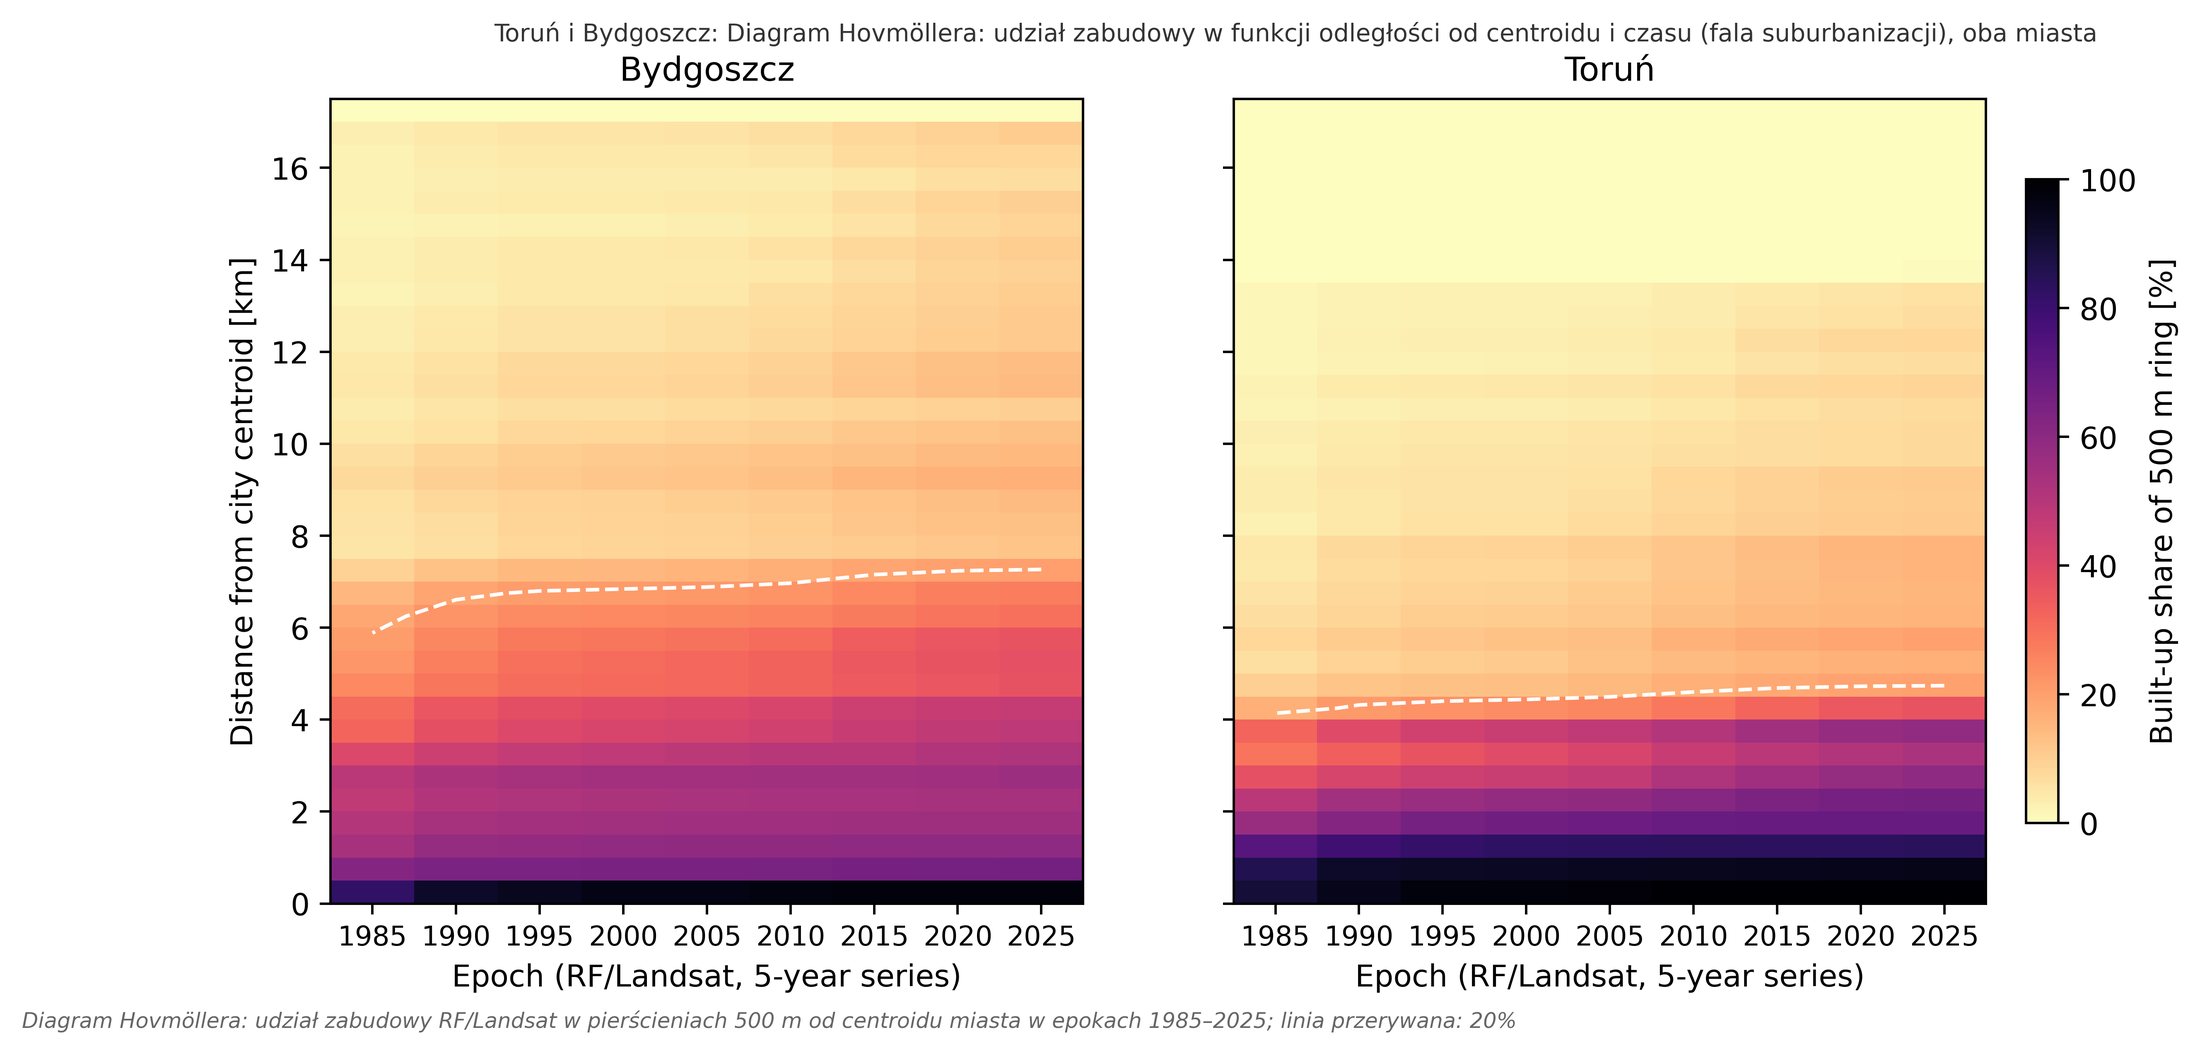 Toruń i Bydgoszcz: Diagram Hovmöllera: udział zabudowy w funkcji odległości od centroidu i czasu (fala suburbanizacji), oba miasta
Bydgoszcz
Toruń
Distance from city centroid [km]
16
14
12
10
8
6
4
2
0
1985 1990 1995 2000 2005 2010 2015 2020 2025
Epoch (RF/Landsat, 5-year series)
1985 1990 1995 2000 2005 2010 2015 2020 2025
Epoch (RF/Landsat, 5-year series)
100
80
60
40
20
0
Built-up share of 500 m ring [%]
Diagram Hovmöllera: udział zabudowy RF/Landsat w pierścieniach 500 m od centroidu miasta w epokach 1985–2025; linia przerywana: 20%